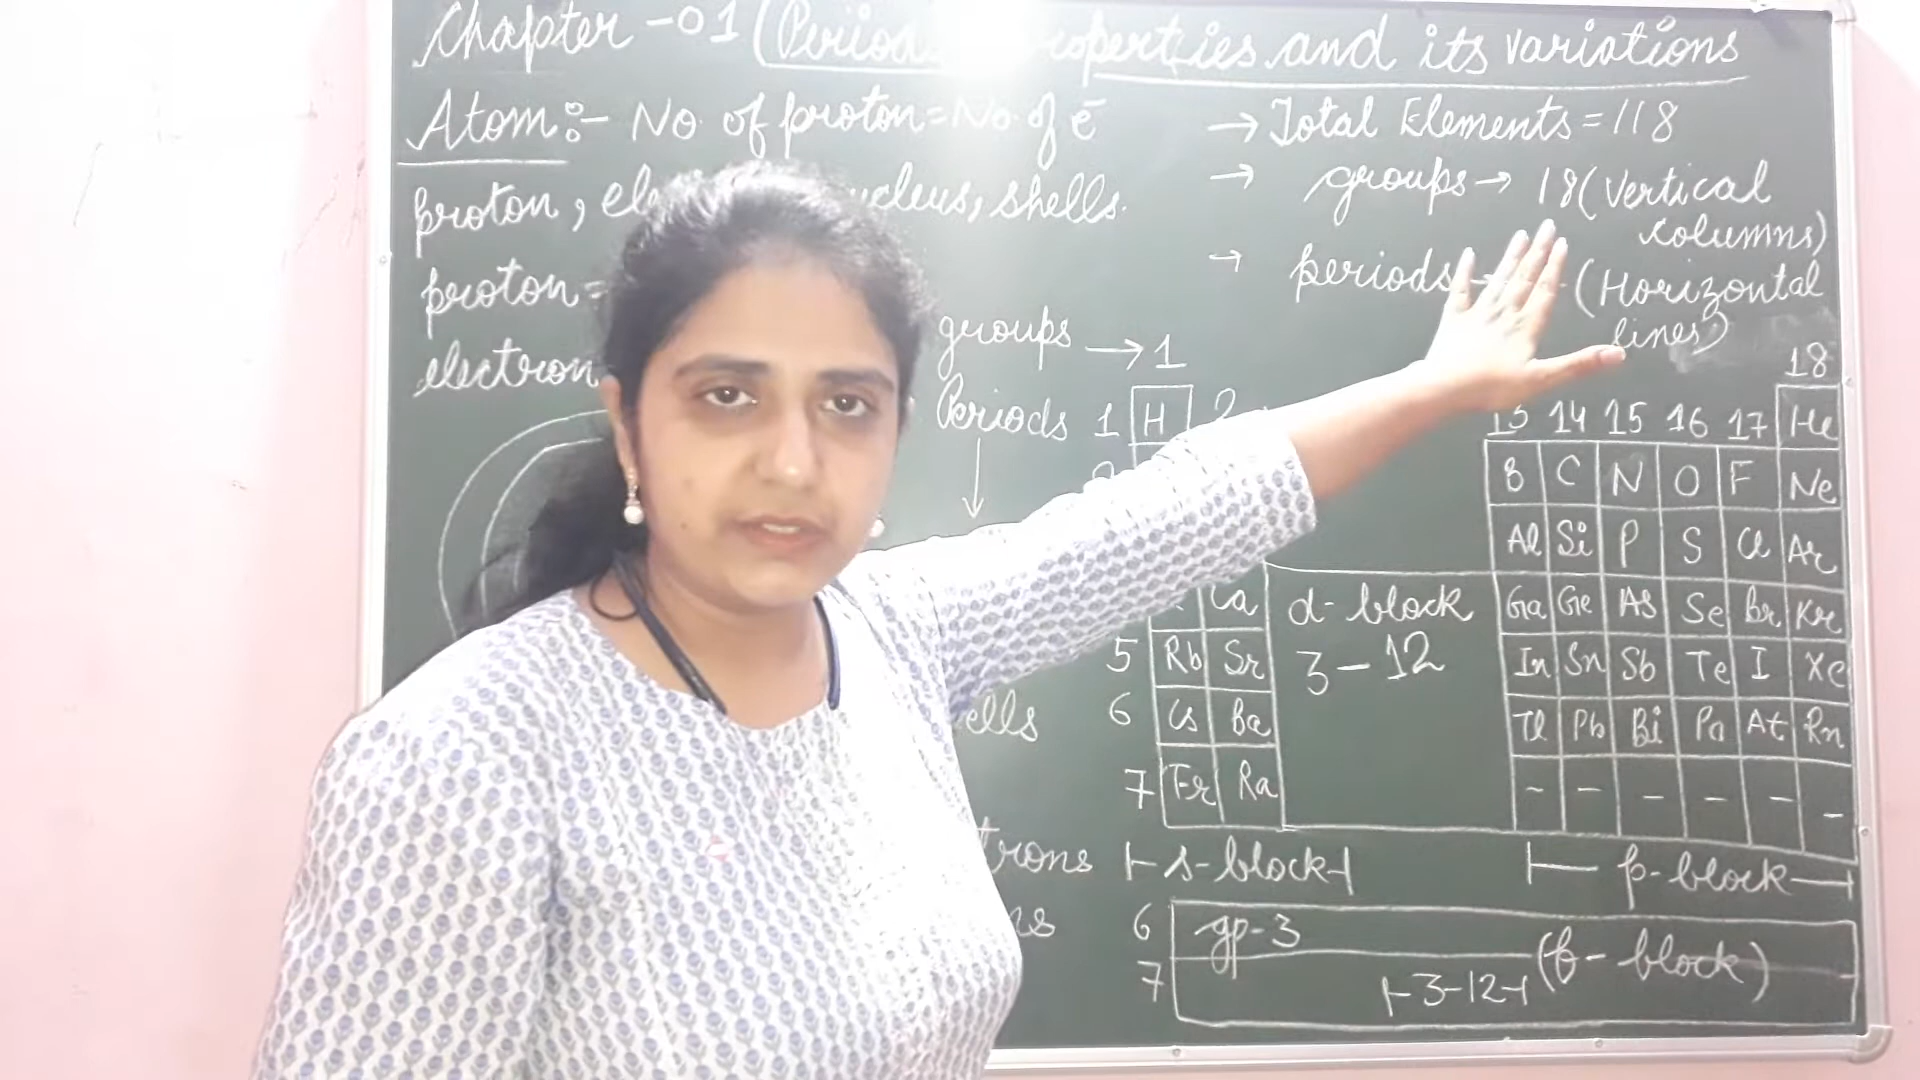 Chapter -01 (Period properties and its variations
Atom :- No. of proton = No. of ē
proton, nucleus, shells.
proton =
electron
→ Total Elements = 118
→ groups → 18 (Vertical
columns)
→ periods → (Horizontal
lines)
groups → 1
18
Periods 1 H 2
13 14 15 16 17 He
B C N O F Ne
Al Si P S Cl Ar
Ca d-block Ga Ge As Se Br Kr
5 Rb Sr 3-12 In Sn Sb Te I Xe
6 Cs Ba Tl Pb Bi Po At Rn
7 Fr Ra - - - - - -
s-block p-block
6 gp-3
7 3-12 (f-block)